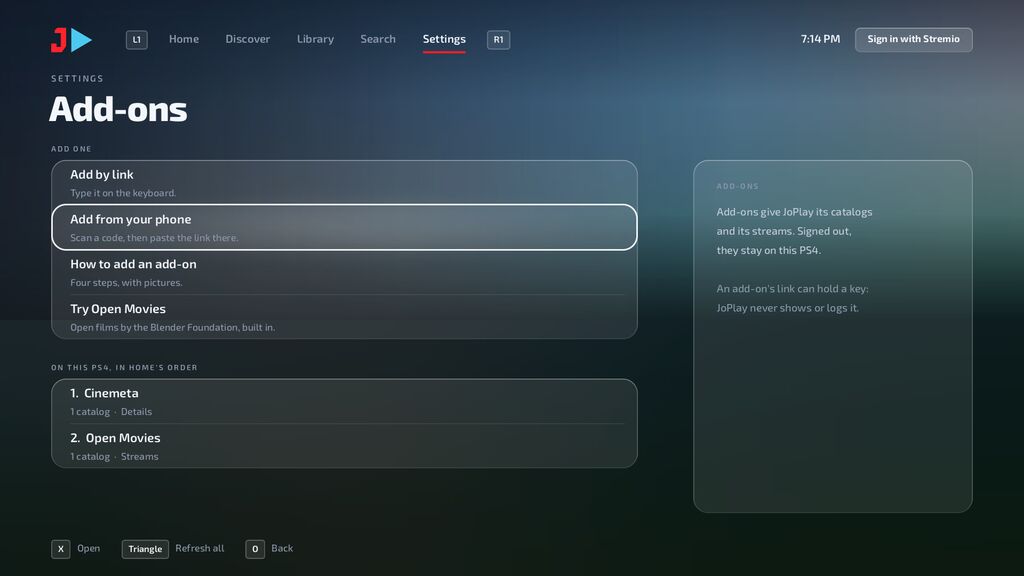 J
L1 Home Discover Library Search Settings R1 7:14 PM Sign in with Stremio
SETTINGS
Add-ons
ADD ONE
Add by link
Type it on the keyboard.
Add from your phone
Scan a code, then paste the link there.
How to add an add-on
Four steps, with pictures.
Try Open Movies
Open films by the Blender Foundation, built in.
ON THIS PS4, IN HOME'S ORDER
1. Cinemeta
1 catalog · Details
2. Open Movies
1 catalog · Streams
ADD-ONS
Add-ons give JoPlay its catalogs
and its streams. Signed out,
they stay on this PS4.
An add-on's link can hold a key:
JoPlay never shows or logs it.
X Open Triangle Refresh all O Back